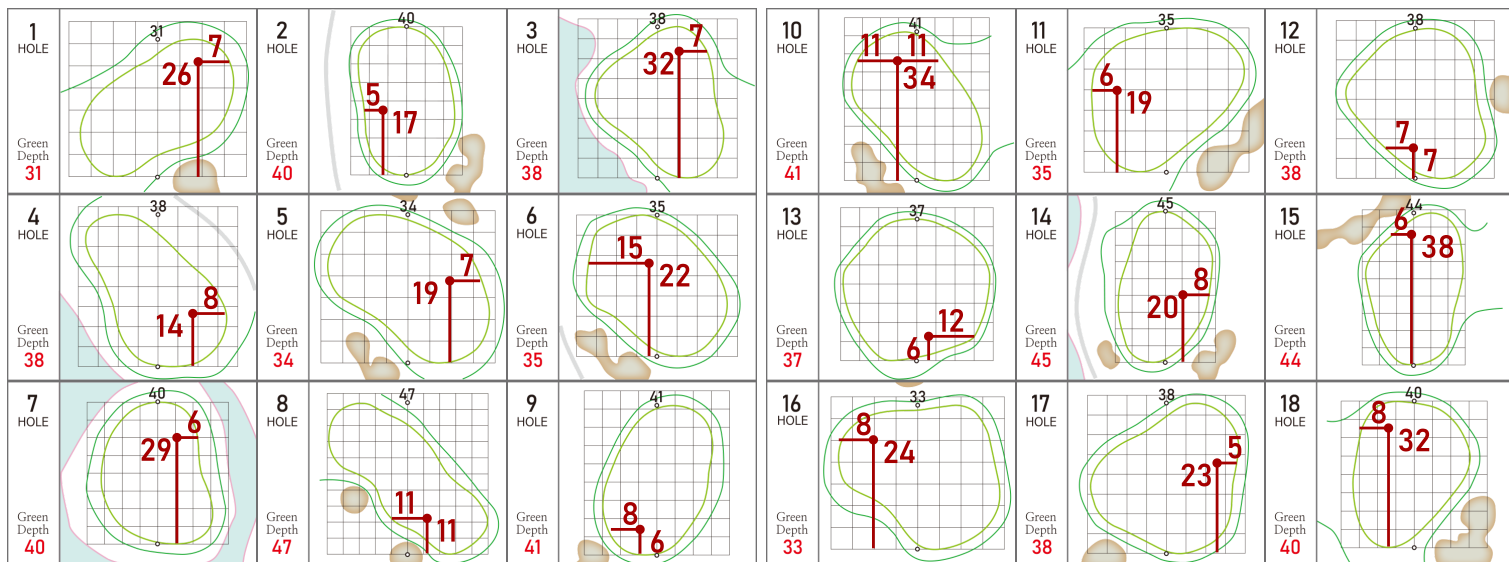 1
HOLE
31
7
26
Green
Depth
31
2
HOLE
40
5
17
Green
Depth
40
3
HOLE
38
7
32
Green
Depth
38
10
HOLE
41
11 11
34
Green
Depth
41
11
HOLE
35
6
19
Green
Depth
35
12
HOLE
38
7
7
Green
Depth
38
4
HOLE
38
8
14
Green
Depth
38
5
HOLE
34
7
19
Green
Depth
34
6
HOLE
35
15
22
Green
Depth
35
13
HOLE
37
12
6
Green
Depth
37
14
HOLE
45
8
20
Green
Depth
45
15
HOLE
44
6
38
Green
Depth
44
7
HOLE
40
6
29
Green
Depth
40
8
HOLE
47
11
11
Green
Depth
47
9
HOLE
41
8
6
Green
Depth
41
16
HOLE
33
8
24
Green
Depth
33
17
HOLE
38
5
23
Green
Depth
38
18
HOLE
40
8
32
Green
Depth
40